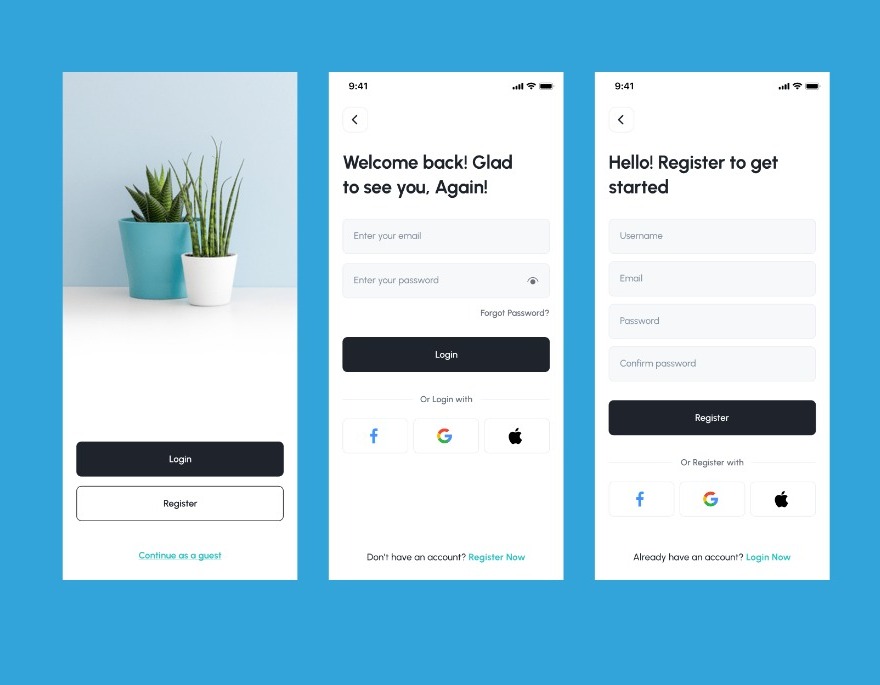 Login
Register
Continue as a guest
9:41
Welcome back! Glad
to see you, Again!
Enter your email
Enter your password
Forgot Password?
Login
Or Login with
Don't have an account? Register Now
9:41
Hello! Register to get
started
Username
Email
Password
Confirm password
Register
Or Register with
Already have an account? Login Now